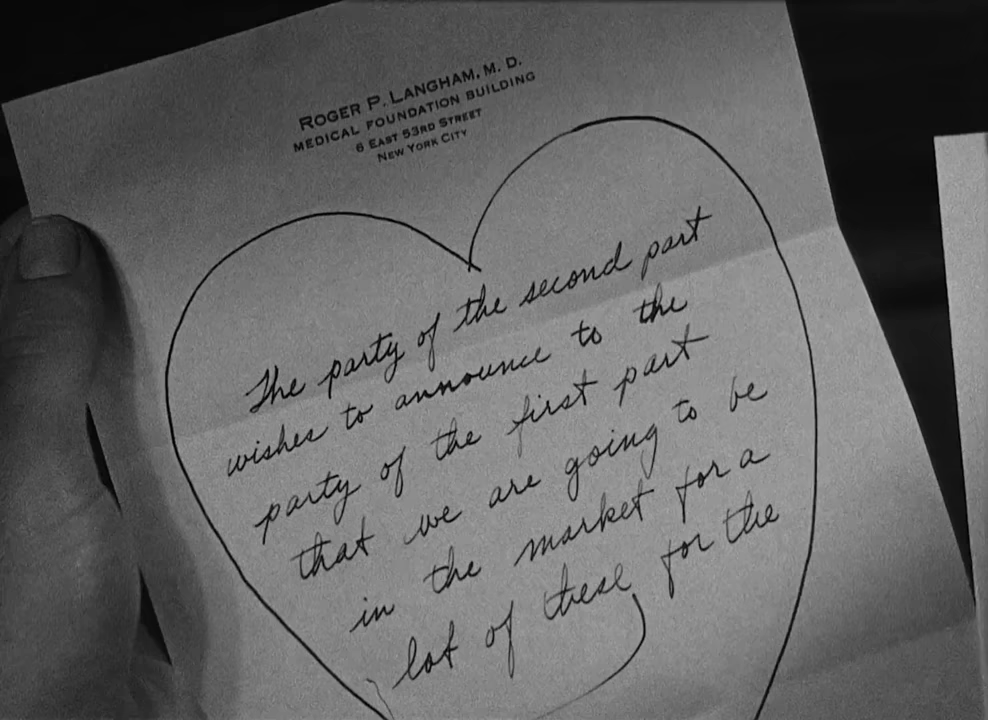 ROGER P. LANGHAM, M. D.
MEDICAL FOUNDATION BUILDING
6 EAST 53RD STREET
NEW YORK CITY
The party of the second part
wishes to announce to the
party of the first part
that we are going to be
in the market for a
lot of these for the